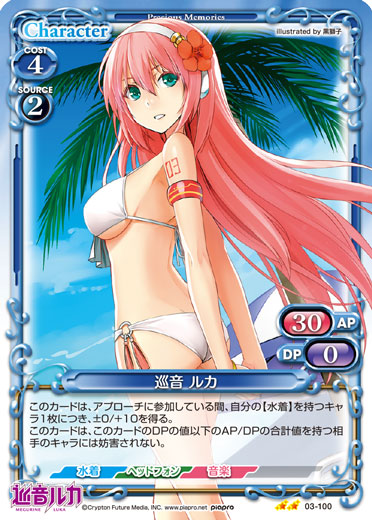 Precious Memories
Character
illustrated by 黒獅子
COST
4
SOURCE
2
03
30 AP
DP 0
巡音 ルカ
このカードは、アプローチに参加している間、自分の【水着】を持つキャ
ラ1枚につき、±0/+10を得る。
このカードは、このカードのDPの値以下のAP/DPの合計値を持つ相
手のキャラには妨害されない。
水着 ヘッドフォン 音楽
巡音ルカ
MEGURINE LUKA
©Crypton Future Media, INC. www.piapro.net piapro
03-100